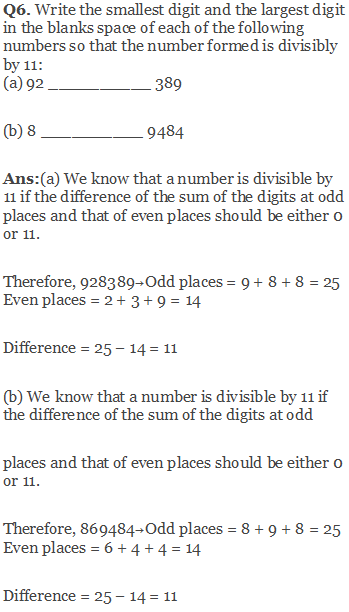 Q6. Write the smallest digit and the largest digit
in the blanks space of each of the following
numbers so that the number formed is divisibly
by 11:
(a) 92 ____________ 389
(b) 8 ____________ 9484
Ans:(a) We know that a number is divisible by
11 if the difference of the sum of the digits at odd
places and that of even places should be either 0
or 11.
Therefore, 928389→Odd places = 9 + 8 + 8 = 25
Even places = 2 + 3 + 9 = 14
Difference = 25 – 14 = 11
(b) We know that a number is divisible by 11 if
the difference of the sum of the digits at odd
places and that of even places should be either 0
or 11.
Therefore, 869484→Odd places = 8 + 9 + 8 = 25
Even places = 6 + 4 + 4 = 14
Difference = 25 – 14 = 11